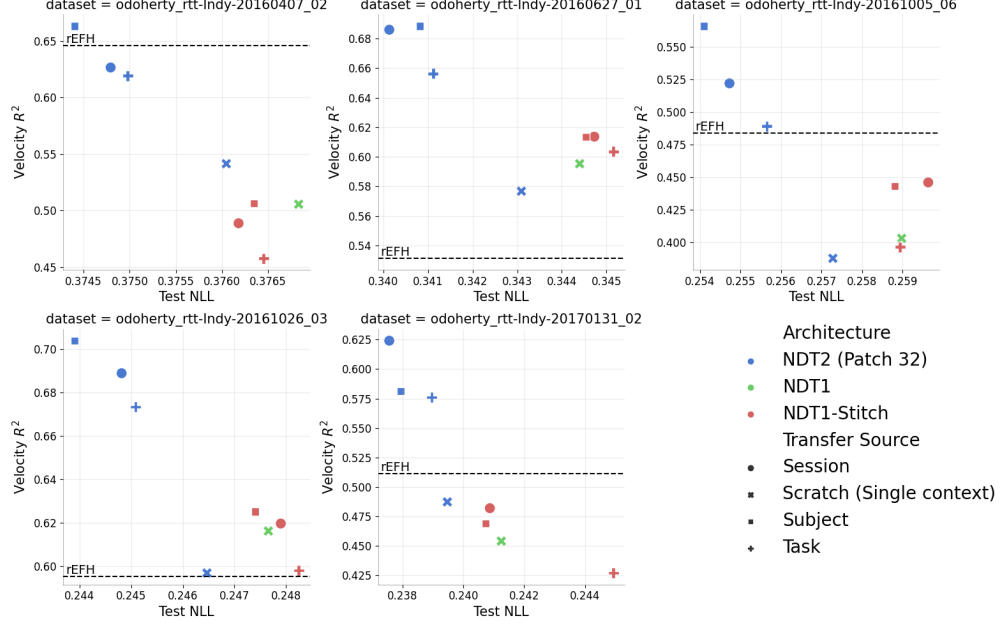 dataset = odoherty_rtt-Indy-20160407_02
0.65
0.60
0.55
0.50
0.45
Velocity R²
rEFH
0.3745 0.3750 0.3755 0.3760 0.3765
Test NLL
dataset = odoherty_rtt-Indy-20160627_01
0.68
0.66
0.64
0.62
0.60
0.58
0.56
0.54
Velocity R²
rEFH
0.340 0.341 0.342 0.343 0.344 0.345
Test NLL
dataset = odoherty_rtt-Indy-20161005_06
0.550
0.525
0.500
0.475
0.450
0.425
0.400
Velocity R²
rEFH
0.254 0.255 0.256 0.257 0.258 0.259
Test NLL
dataset = odoherty_rtt-Indy-20161026_03
0.70
0.68
0.66
0.64
0.62
0.60
Velocity R²
rEFH
0.244 0.245 0.246 0.247 0.248
Test NLL
dataset = odoherty_rtt-Indy-20170131_02
0.625
0.600
0.575
0.550
0.525
0.500
0.475
0.450
0.425
Velocity R²
rEFH
0.238 0.240 0.242 0.244
Test NLL
Architecture
NDT2 (Patch 32)
NDT1
NDT1-Stitch
Transfer Source
Session
Scratch (Single context)
Subject
Task